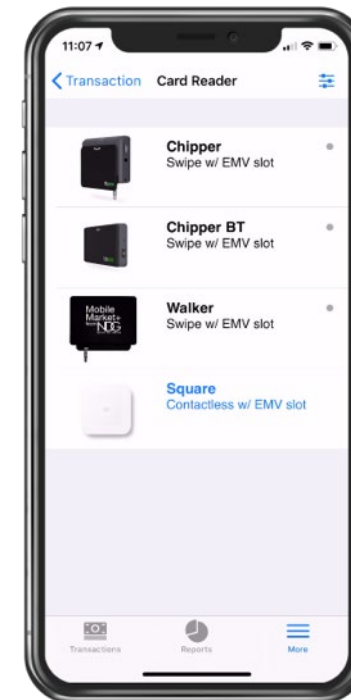 11:07
Transaction
Card Reader
Chipper
Swipe w/ EMV slot
Chipper BT
Swipe w/ EMV slot
Mobile
Market+
from NDG
Walker
Swipe w/ EMV slot
Square
Contactless w/ EMV slot
Transactions
Reports
More